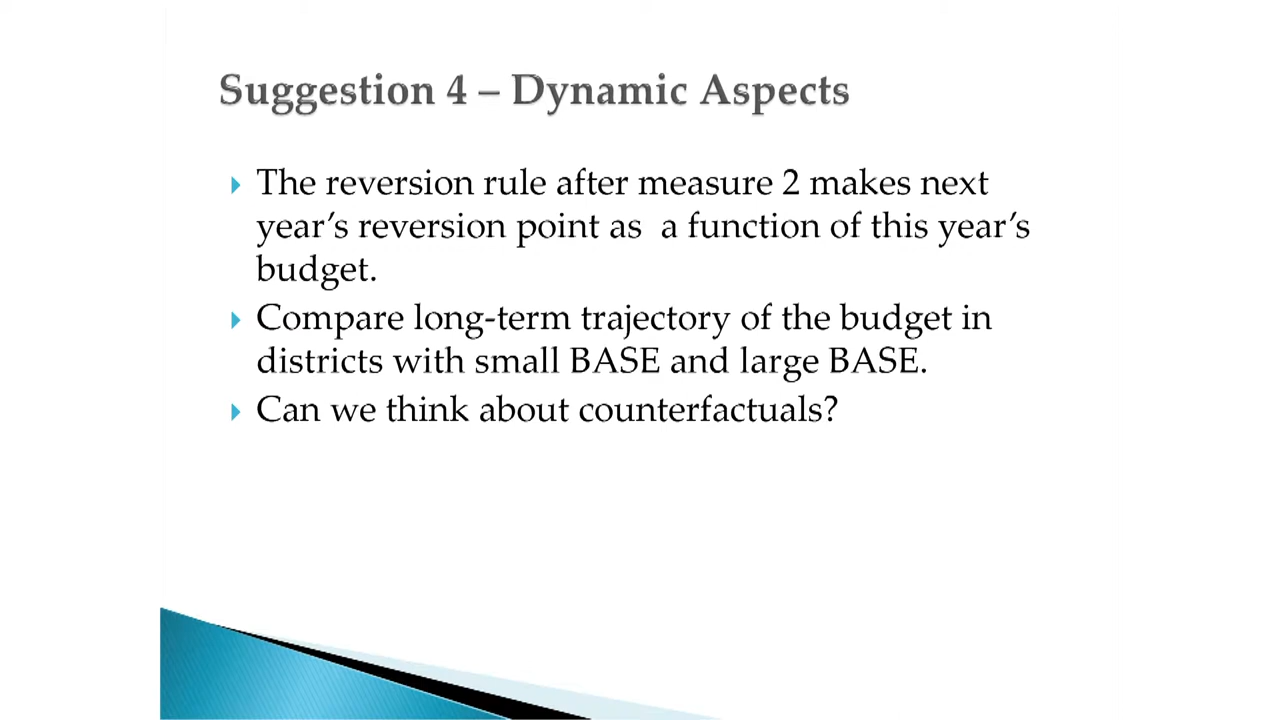 Suggestion 4 – Dynamic Aspects
The reversion rule after measure 2 makes next
year’s reversion point as  a function of this year’s
budget.
Compare long-term trajectory of the budget in
districts with small BASE and large BASE.
Can we think about counterfactuals?